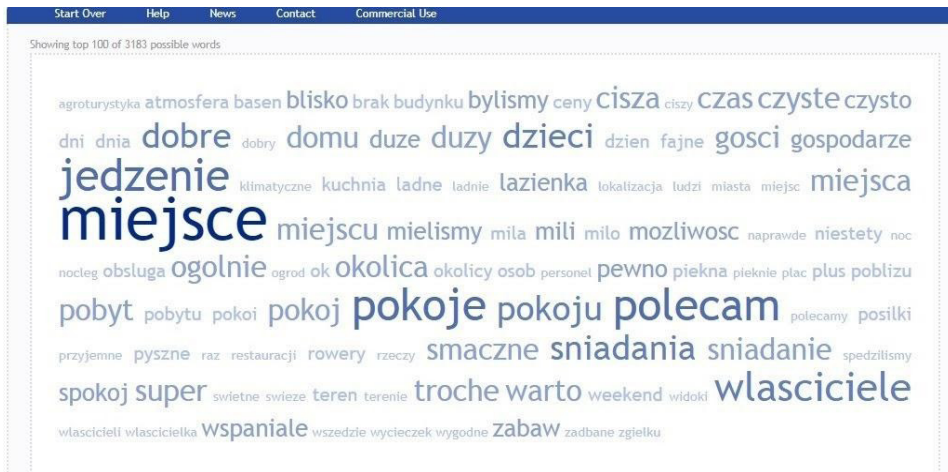 Start Over Help News Contact Commercial Use
Showing top 100 of 3183 possible words
agroturystyka atmosfera basen blisko brak budynku bylismy ceny cisza ciszy czas czyste czysto
dni dnia dobre dobry domu duze duzy dzieci dzien fajne gosci gospodarze
jedzenie klimatyczne kuchnia ladne ladnie lazienka lokalizacja ludzi miasta miejsc miejsca
miejsce miejscu mielismy mila mili milo mozliwosc naprawde niestety noc
nocleg obsluga ogolnie ogrod ok okolica okolicy osob personel pewno piekna pieknie plac plus poblizu
pobyt pobytu pokoi pokoj pokoje pokoju polecam polecamy posilki
przyjemne pyszne raz restauracji rowery rzeczy smaczne sniadania sniadanie spedzilismy
spokoj super swietne swieze teren terenie troche warto weekend widoki wlasciciele
wlascicieli wlascicielka wspaniale wszedzie wycieczek wygodne zabaw zadbane zgielku